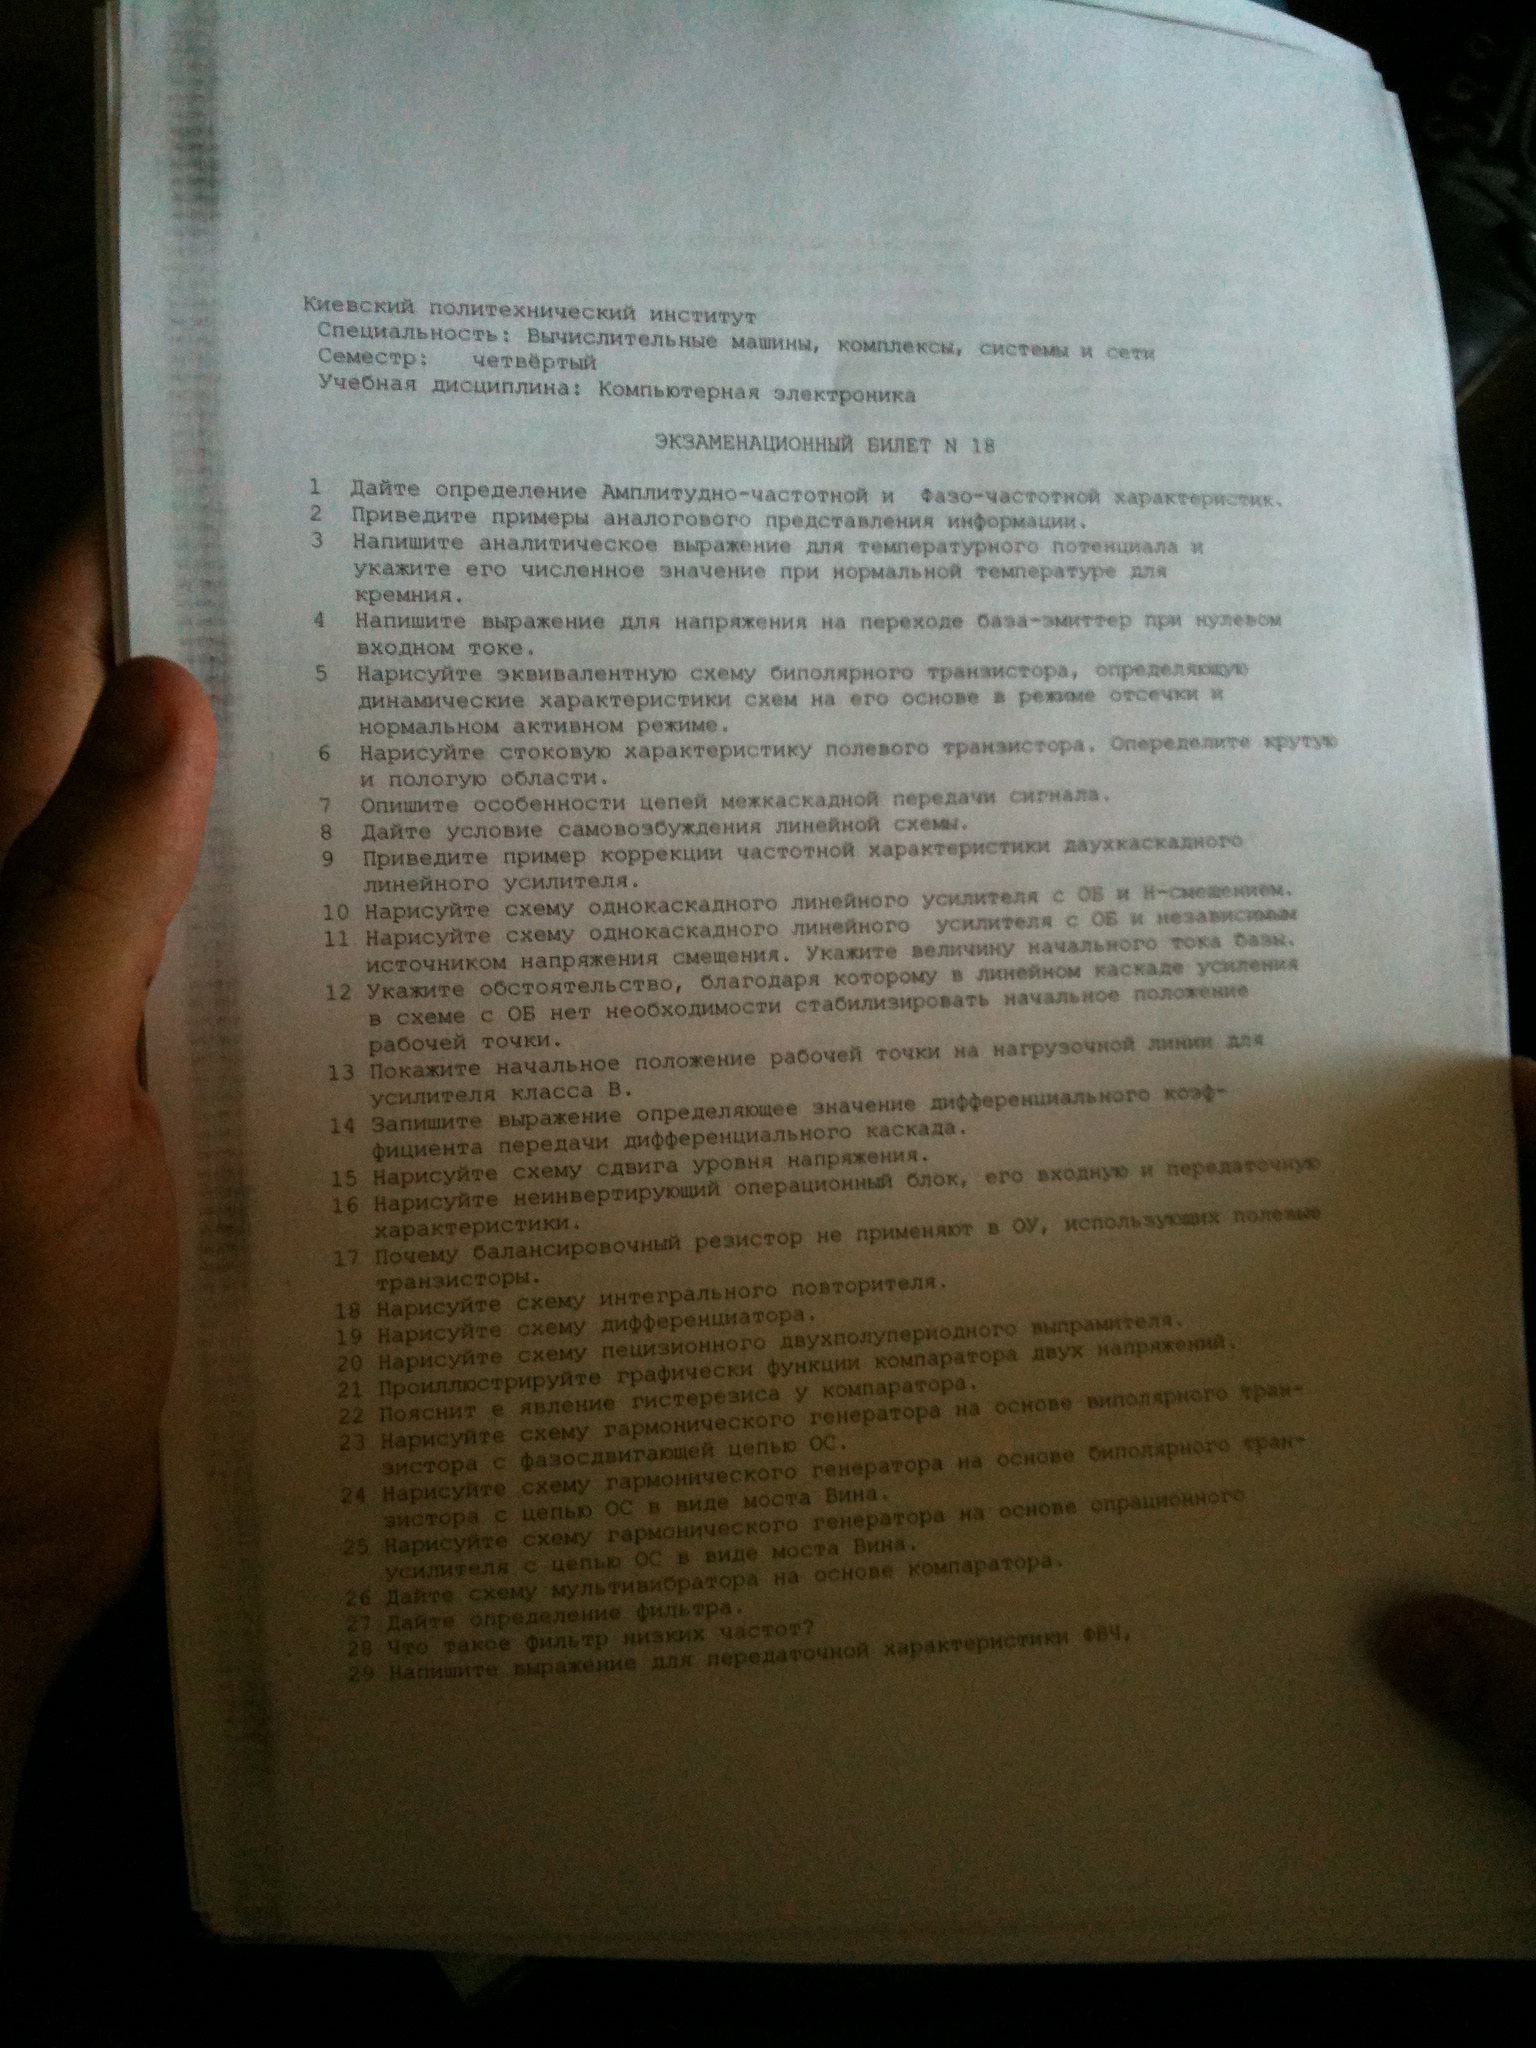 Киевский политехнический институт
Специальность: Вычислительные машины, комплексы, системы и сети
Семестр: четвёртый
Учебная дисциплина: Компьютерная электроника
ЭКЗАМЕНАЦИОННЫЙ БИЛЕТ N 18
1 Дайте определение Амплитудно-частотной и Фазо-частотной характеристик.
2 Приведите примеры аналогового представления информации.
3 Напишите аналитическое выражение для температурного потенциала и
укажите его численное значение при нормальной температуре для
кремния.
4 Напишите выражение для напряжения на переходе база-эмиттер при нулевом
входном токе.
5 Нарисуйте эквивалентную схему биполярного транзистора, определяющую
динамические характеристики схем на его основе в режиме отсечки и
нормальном активном режиме.
6 Нарисуйте стоковую характеристику полевого транзистора. Опеределите крутую
и пологую области.
7 Опишите особенности цепей межкаскадной передачи сигнала.
8 Дайте условие самовозбуждения линейной схемы.
9 Приведите пример коррекции частотной характеристики даухкаскадного
линейного усилителя.
10 Нарисуйте схему однокаскадного линейного усилителя с ОБ и Н-смещением.
11 Нарисуйте схему однокаскадного линейного усилителя с ОБ и независимым
источником напряжения смещения. Укажите величину начального тока базы.
12 Укажите обстоятельство, благодаря которому в линейном каскаде усиления
в схеме с ОБ нет необходимости стабилизировать начальное положение
рабочей точки.
13 Покажите начальное положение рабочей точки на нагрузочной линии для
усилителя класса В.
14 Запишите выражение определяющее значение дифференциального коэф-
фициента передачи дифференциального каскада.
15 Нарисуйте схему сдвига уровня напряжения.
16 Нарисуйте неинвертирующий операционный блок, его входную и передаточную
характеристики.
17 Почему балансировочный резистор не применяют в ОУ, использующих полевые
транзисторы.
18 Нарисуйте схему интегрального повторителя.
19 Нарисуйте схему дифференциатора.
20 Нарисуйте схему пецизионного двухполупериодного выпрамителя.
21 Проиллюстрируйте графически функции компаратора двух напряжений.
22 Пояснит е явление гистерезиса у компаратора.
23 Нарисуйте схему гармонического генератора на основе виполярного тран-
зистора с фазосдвигающей цепью ОС.
24 Нарисуйте схему гармонического генератора на основе биполярного тран-
зистора с цепью ОС в виде моста Вина.
25 Нарисуйте схему гармонического генератора на основе опрационного
усилителя с цепью ОС в виде моста Вина.
26 Дайте схему мультивибратора на основе компаратора.
27 Дайте определение фильтра.
28 Что такое фильтр низких частот?
29 Напишите выражение для передаточной характеристики ФВЧ,